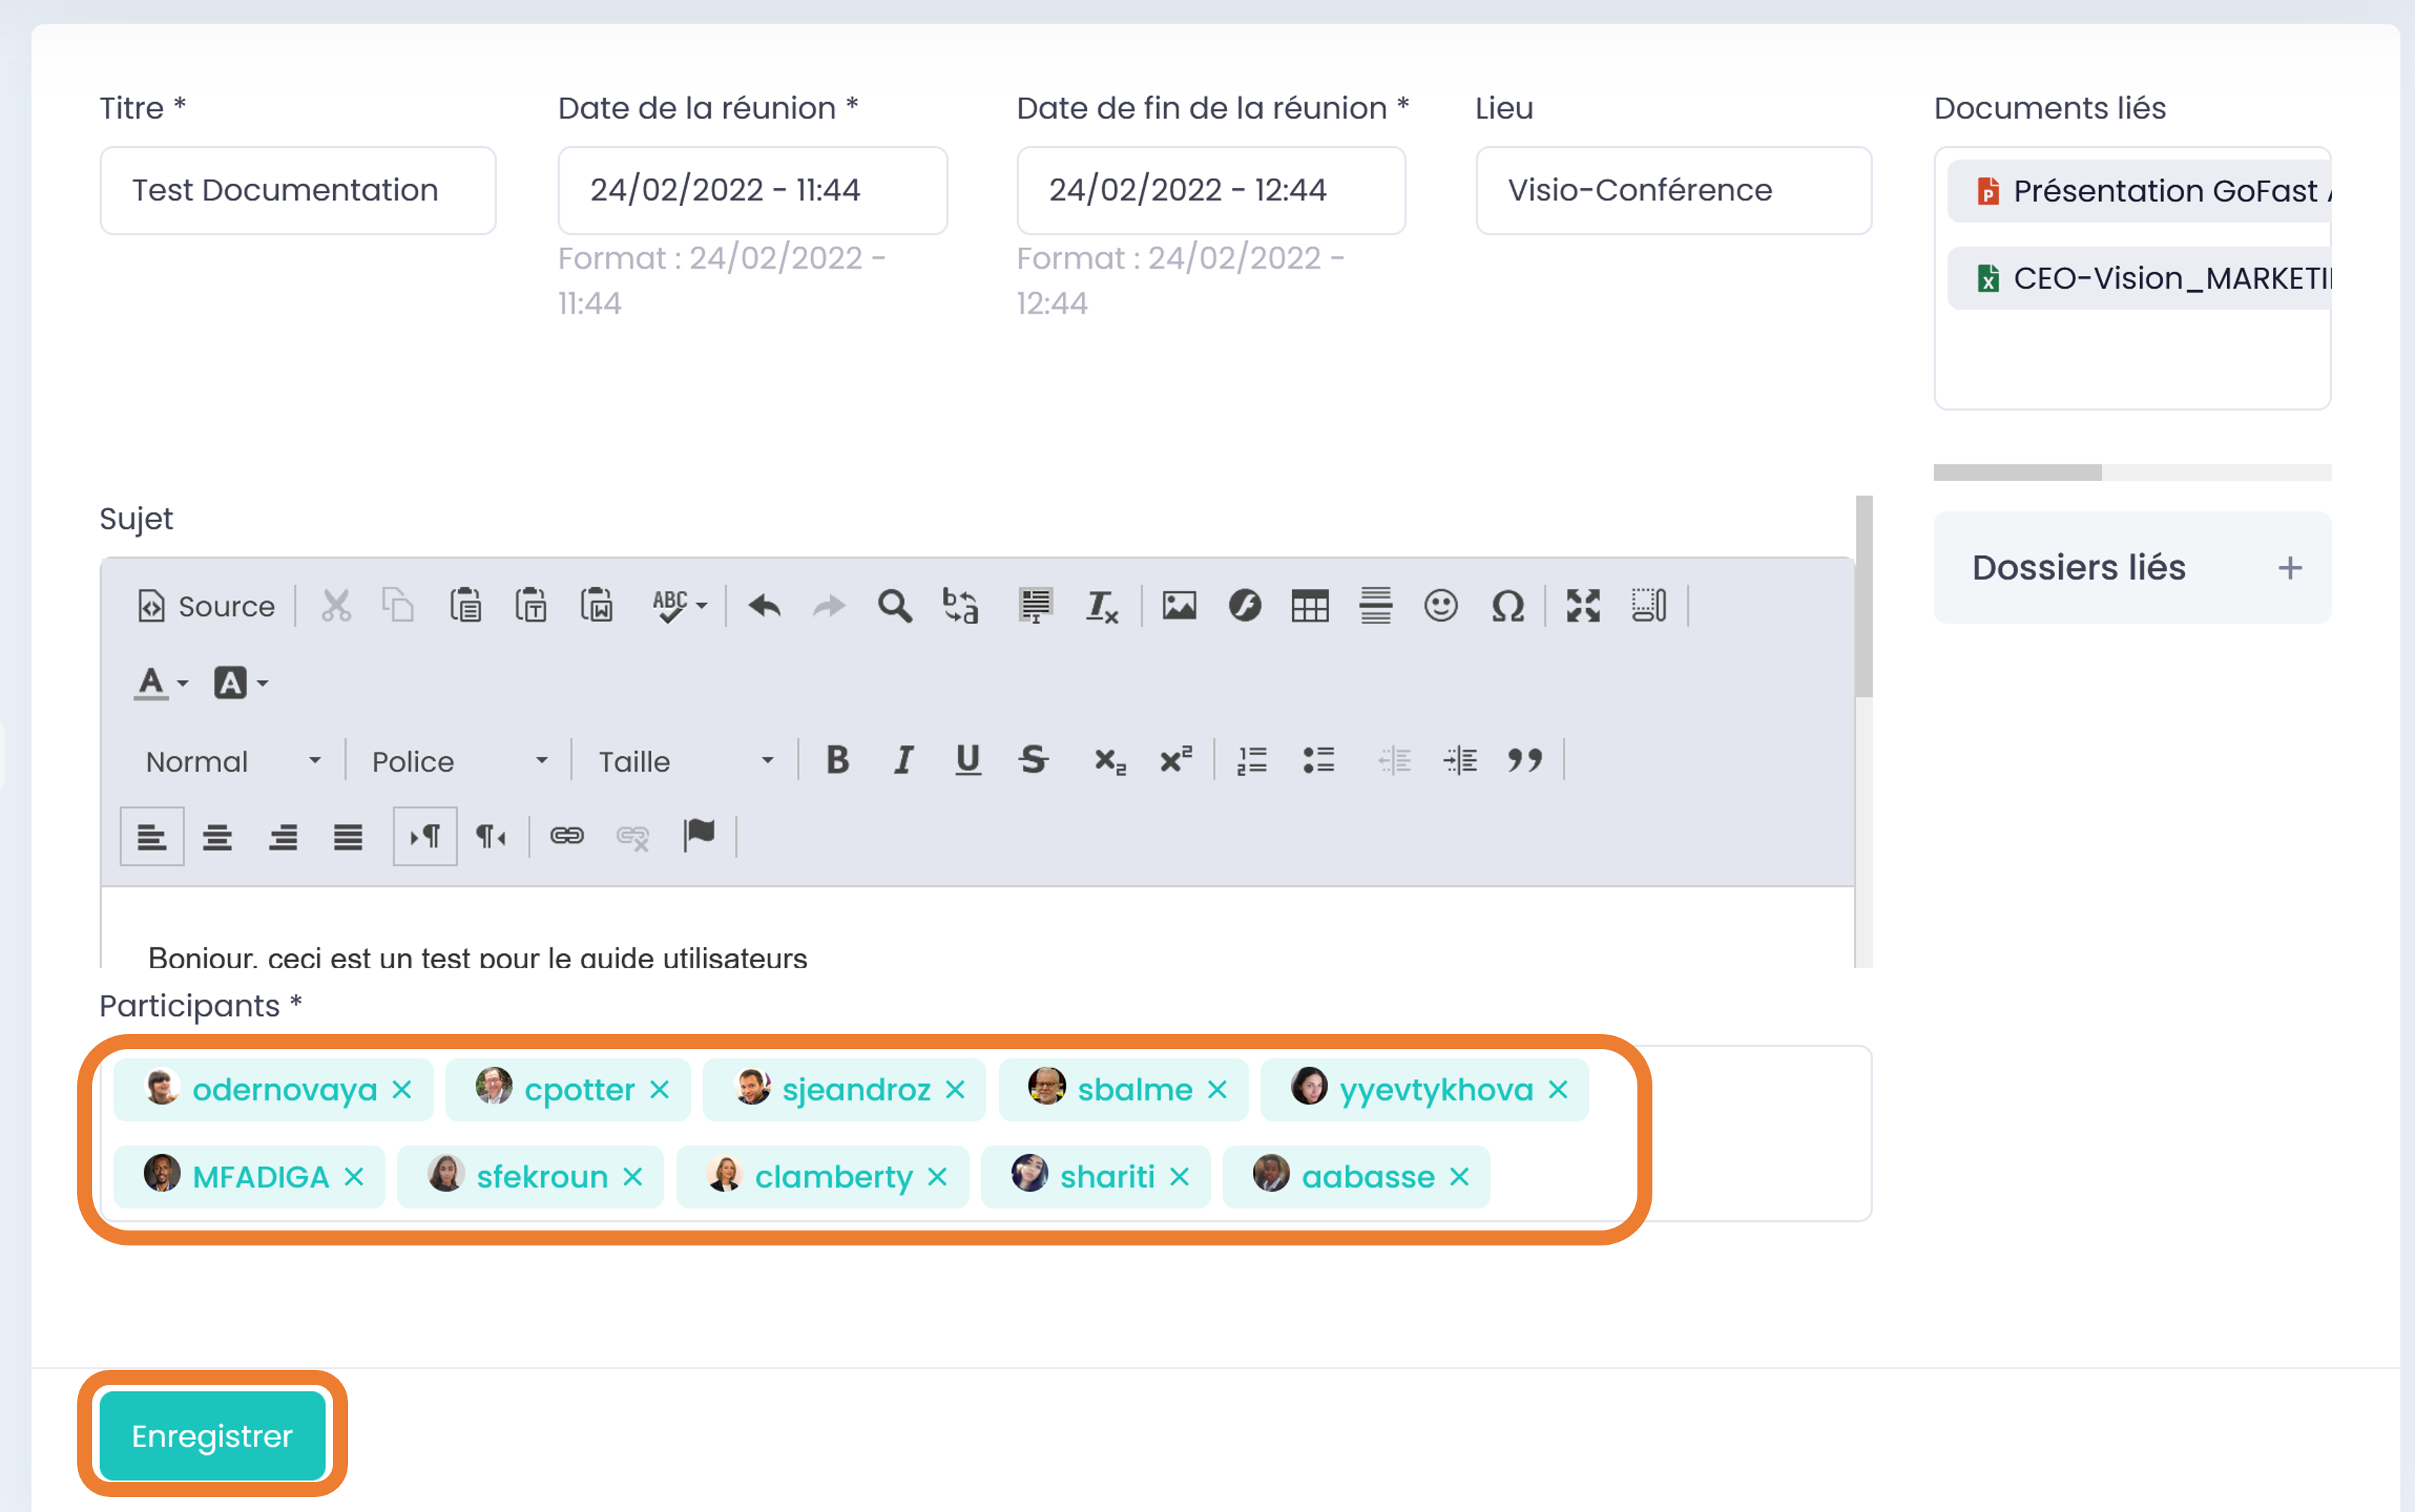 Titre *
Test Documentation
Date de la réunion *
24/02/2022 - 11:44
Format : 24/02/2022 -
11:44
Date de fin de la réunion *
24/02/2022 - 12:44
Format : 24/02/2022 -
12:44
Lieu
Visio-Conférence
Documents liés
Présentation GoFast
CEO-Vision_MARKETI
Dossiers liés +
Sujet
Source
Normal Police Taille
Bonjour, ceci est un test pour le guide utilisateurs
Participants *
odernovaya × cpotter × sjeandroz × sbalme × yyevtykhova ×
MFADIGA × sfekroun × clamberty × shariti × aabasse ×
Enregistrer